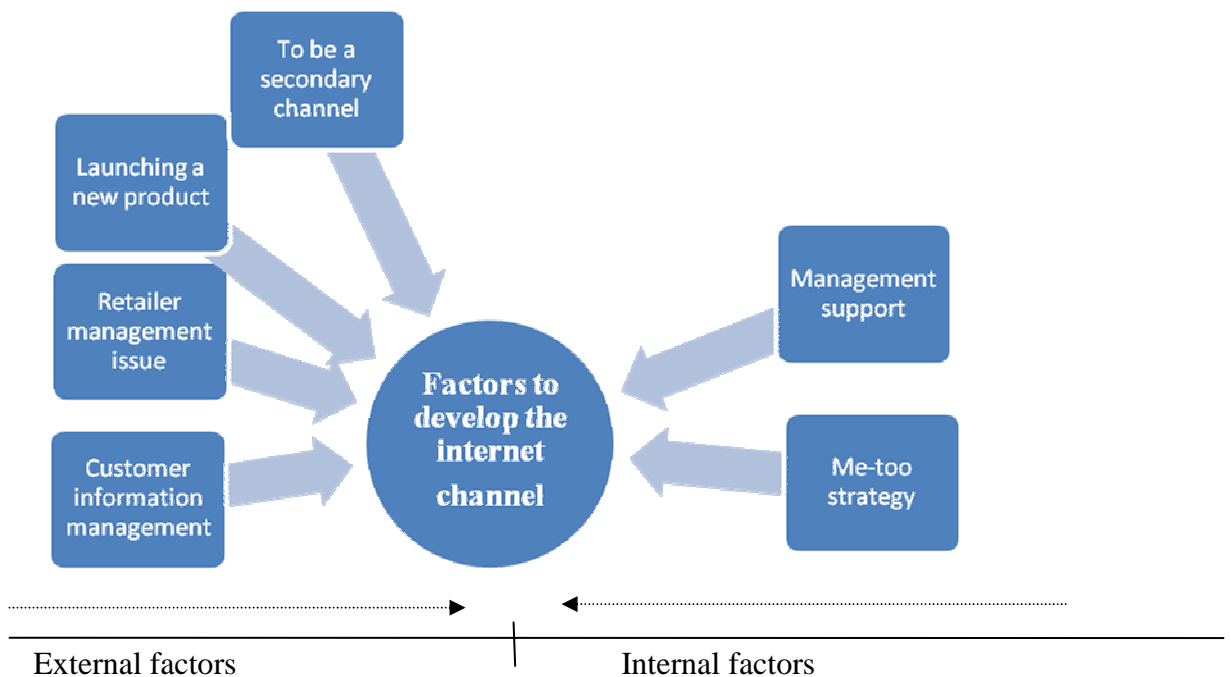 To be a
secondary
channel
Launching a
new product
Retailer
management
issue
Customer
information
management
Factors to
develop the
internet
channel
Management
support
Me-too
strategy
External factors
Internal factors